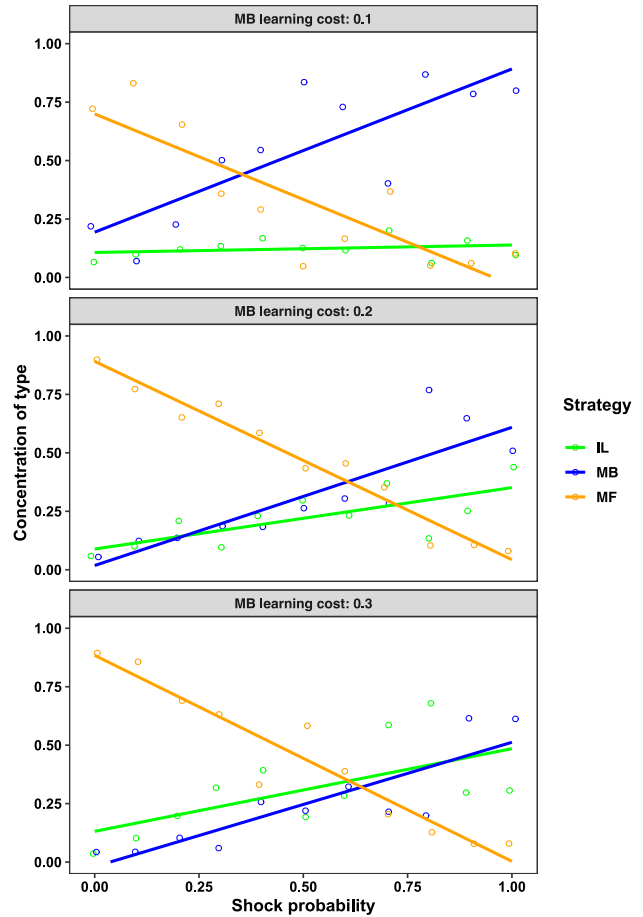 MB learning cost: 0.1
1.00
0.75
0.50
0.25
0.00
MB learning cost: 0.2
1.00
0.75
0.50
0.25
0.00
MB learning cost: 0.3
1.00
0.75
0.50
0.25
0.00
0.00 0.25 0.50 0.75 1.00
Shock probability
Concentration of type
Strategy
IL
MB
MF